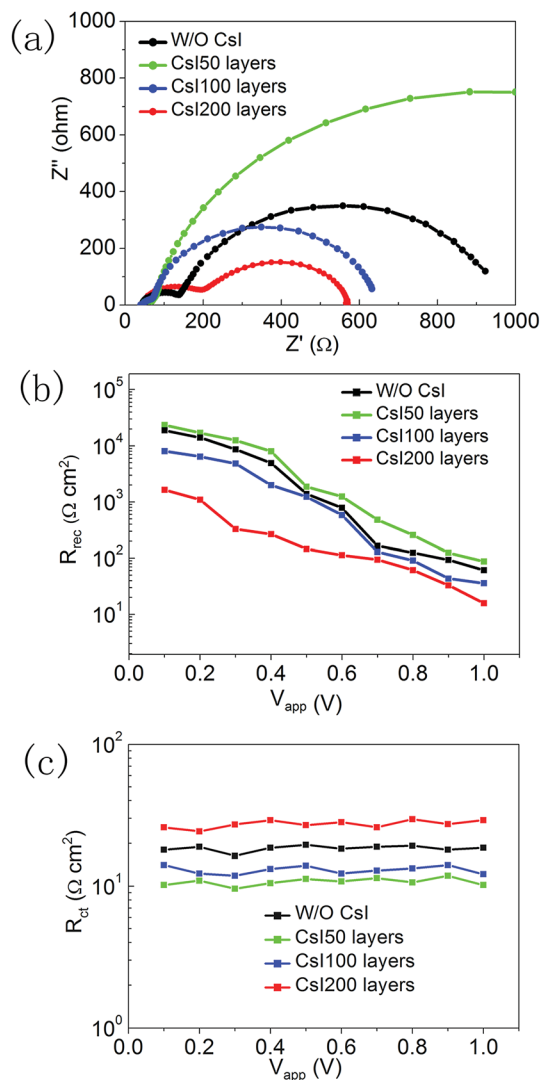 (a)
W/O CsI
CsI50 layers
CsI100 layers
CsI200 layers
1000
800
600
400
200
0
Z'' (ohm)
0 200 400 600 800 1000
Z' (Ω)
(b)
W/O CsI
CsI50 layers
CsI100 layers
CsI200 layers
10⁵
10⁴
10³
10²
10¹
R_rec (Ω cm²)
0.0 0.2 0.4 0.6 0.8 1.0
V_app (V)
(c)
10²
10¹
10⁰
R_ct (Ω cm²)
W/O CsI
CsI50 layers
CsI100 layers
CsI200 layers
0.0 0.2 0.4 0.6 0.8 1.0
V_app (V)